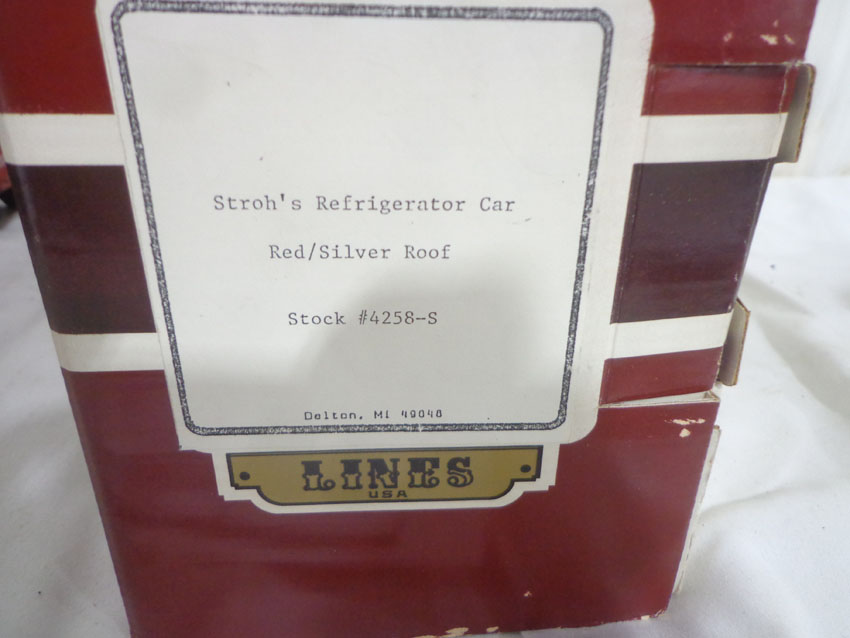 Stroh's Refrigerator Car
Red/Silver Roof
Stock #4258-S
Delton, MI 49048
LINES
USA